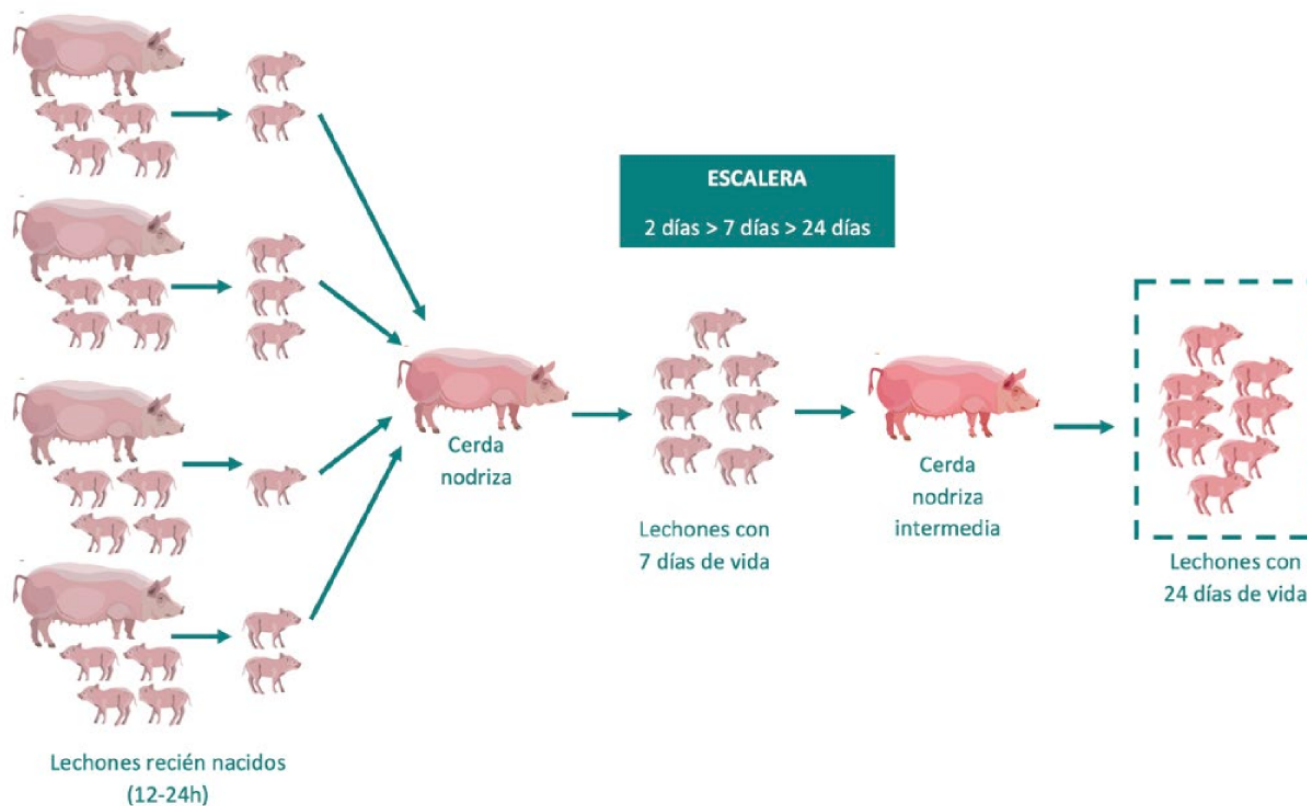 ESCALERA
2 días > 7 días > 24 días
Cerda
nodriza
Lechones con
7 días de vida
Cerda
nodriza
intermedia
Lechones con
24 días de vida
Lechones recién nacidos
(12-24h)